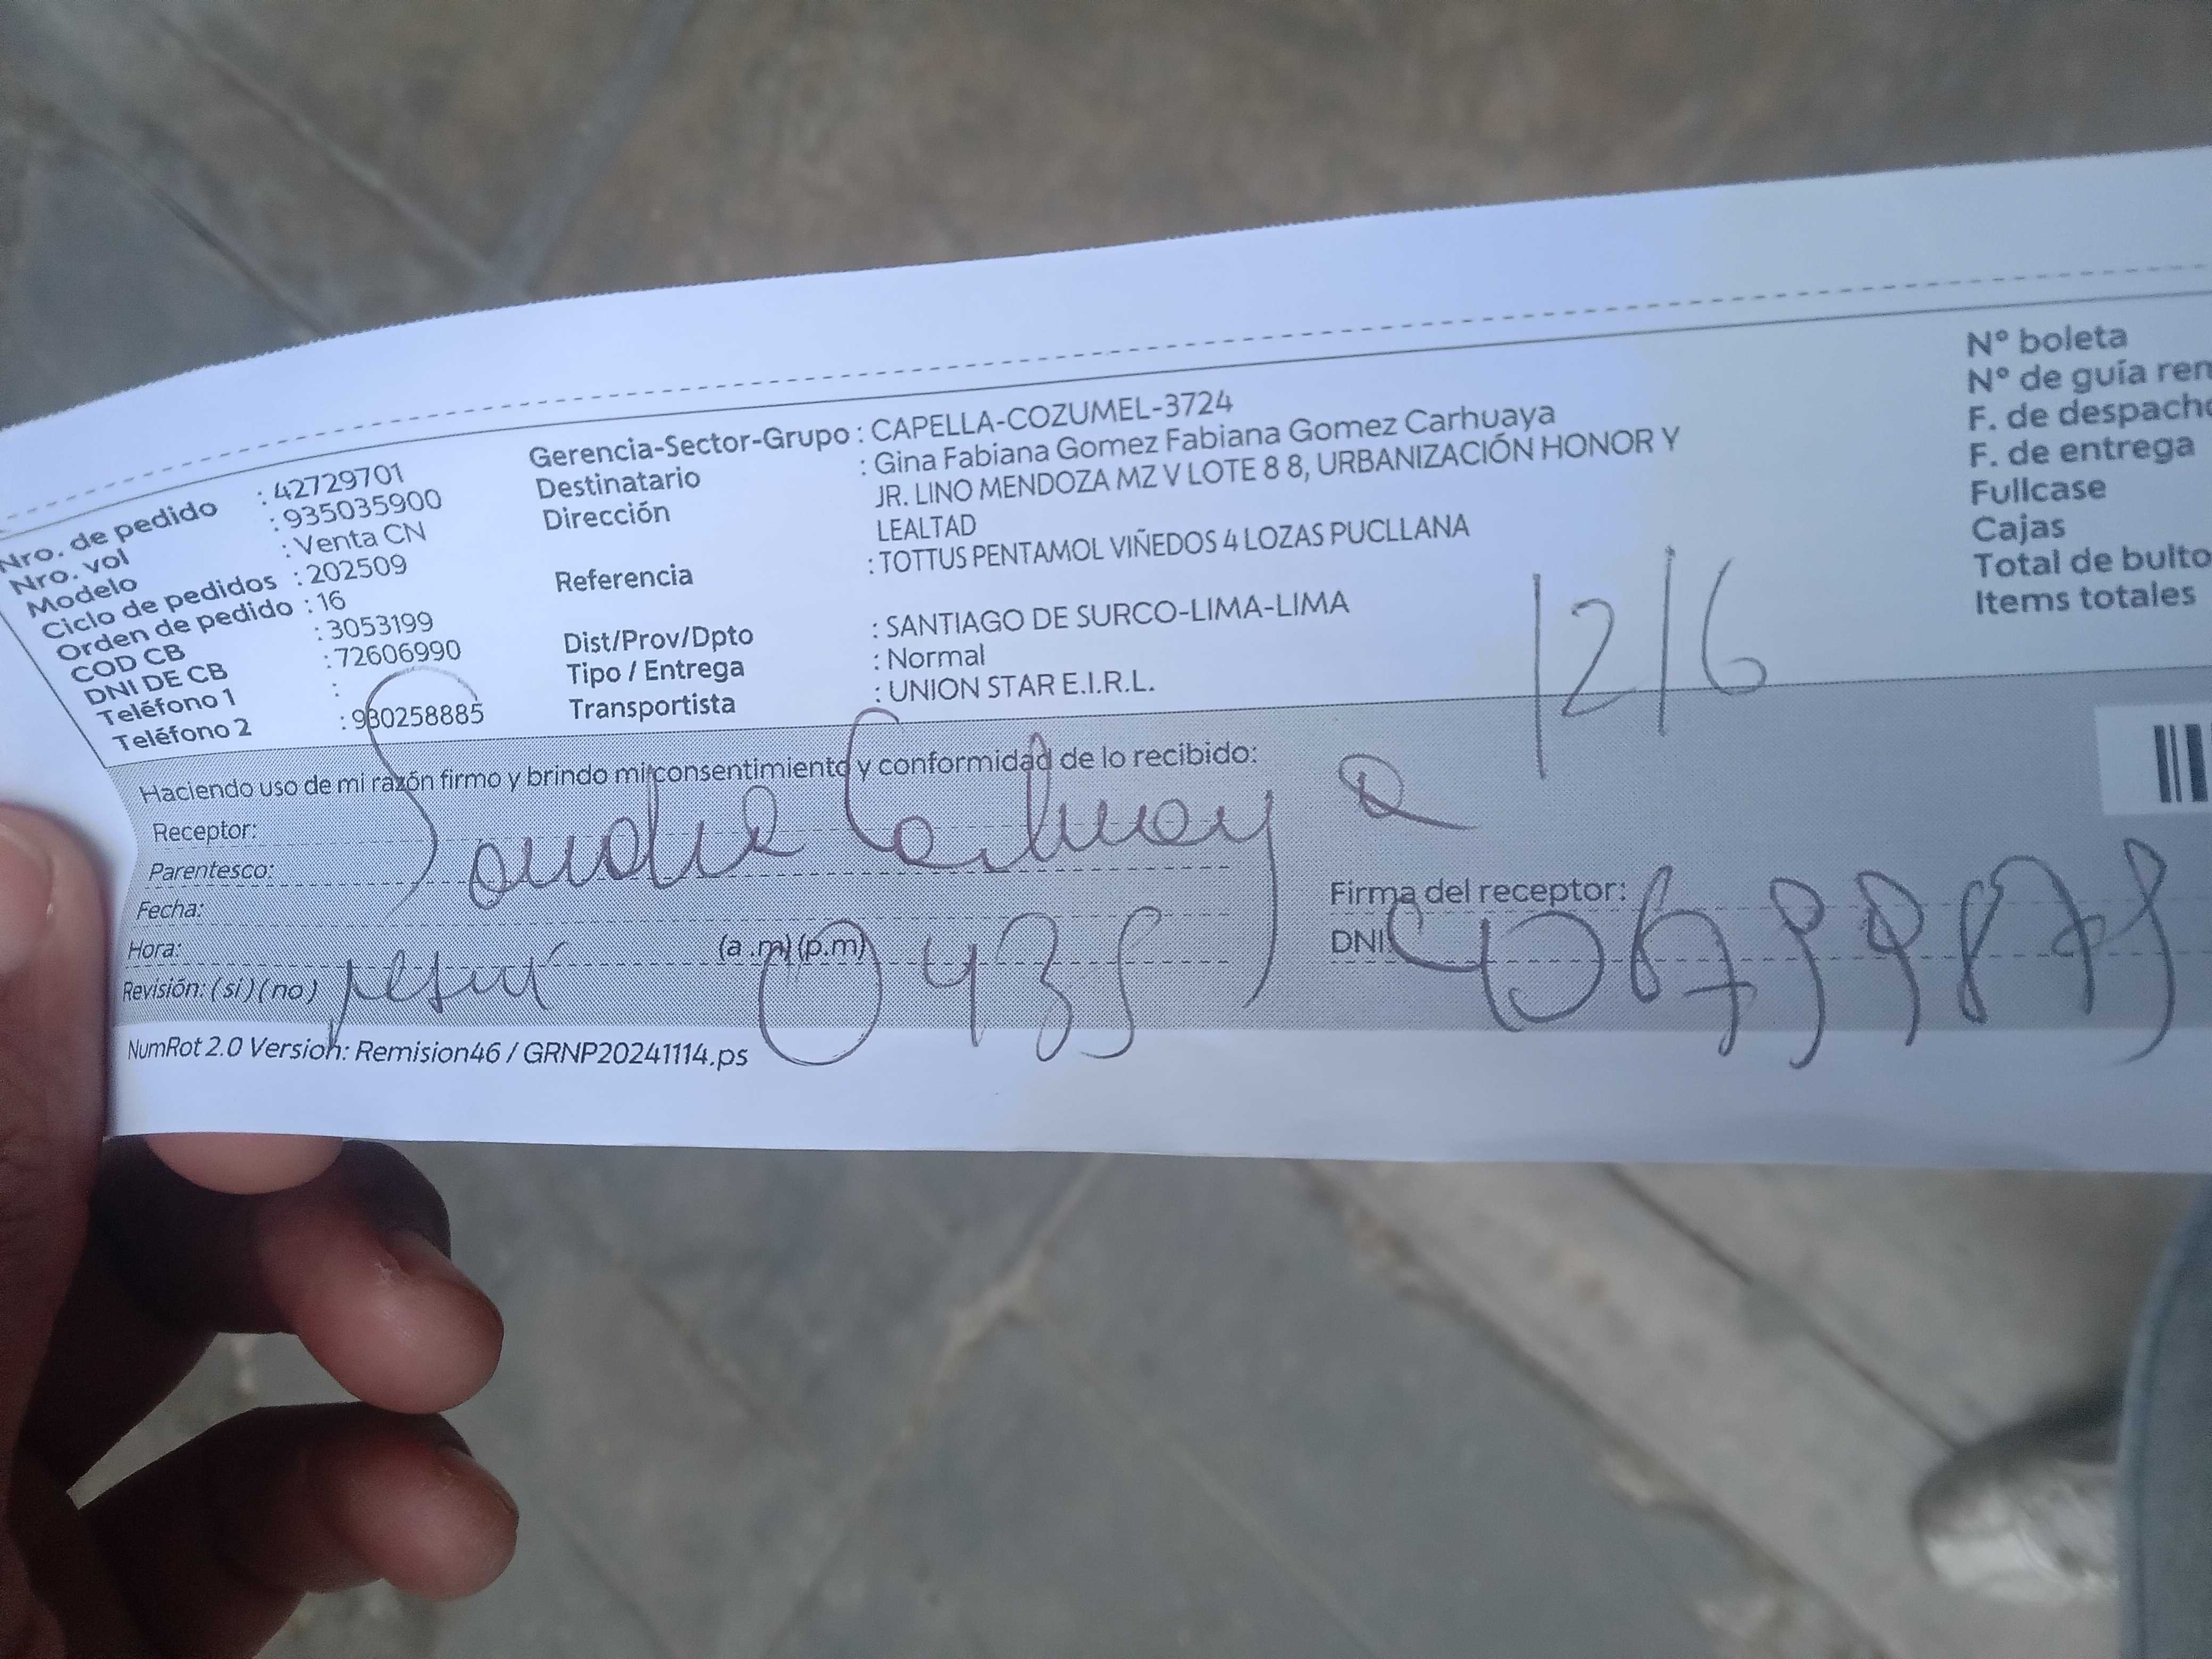 Nro. de pedido : 42729701
Nro. vol : 935035900
Modelo : Venta CN
Ciclo de pedidos : 202509
Orden de pedido : 16
COD CB : 3053199
DNI DE CB : 72606990
Teléfono 1 :
Teléfono 2 : 930258885
Gerencia-Sector-Grupo : CAPELLA-COZUMEL-3724
Destinatario : Gina Fabiana Gomez Fabiana Gomez Carhuaya
Dirección JR. LINO MENDOZA MZ V LOTE 8 8, URBANIZACIÓN HONOR Y
LEALTAD
Referencia : TOTTUS PENTAMOL VIÑEDOS 4 LOZAS PUCLLANA
Dist/Prov/Dpto : SANTIAGO DE SURCO-LIMA-LIMA
Tipo / Entrega : Normal
Transportista : UNION STAR E.I.R.L.
N° boleta
N° de guía rem
F. de despacho
F. de entrega
Fullcase
Cajas
Total de bulto
Items totales
1216
Haciendo uso de mi razón firmo y brindo mi consentimiento y conformidad de lo recibido:
Receptor:
Parentesco:
Fecha:
Hora: (a.m)(p.m)
Revisión: (si)(no)
Firma del receptor:
DNI
NumRot 2.0 Version: Remision46 / GRNP20241114.ps